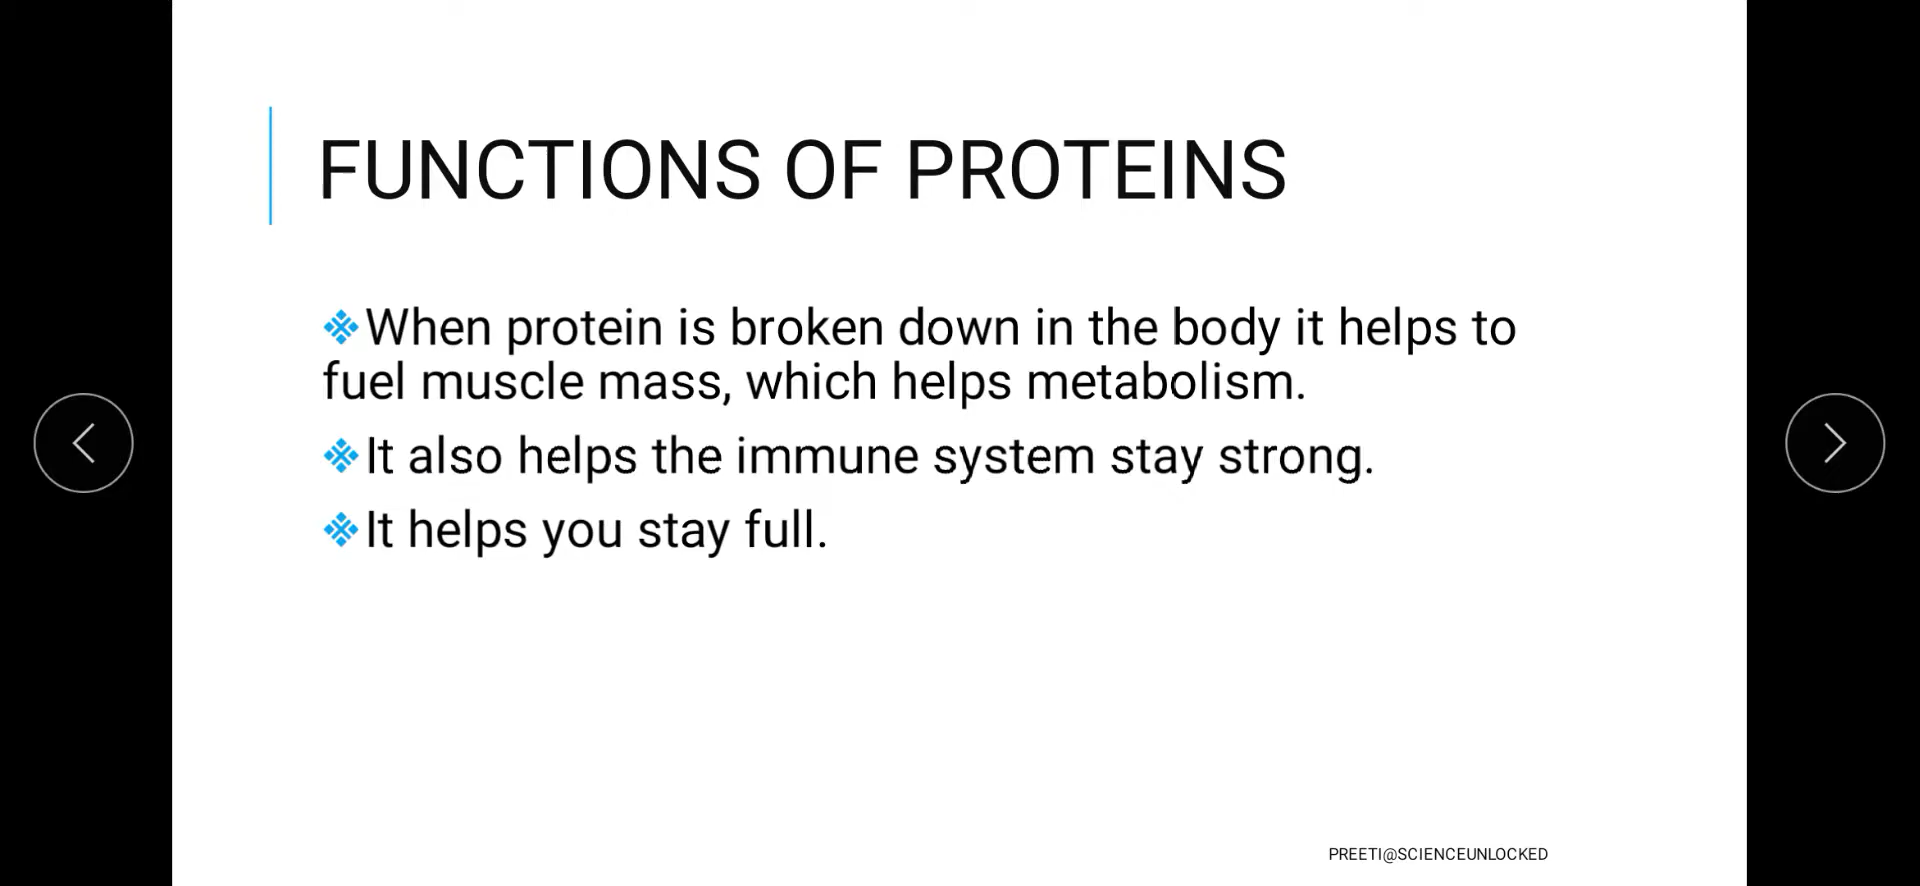 FUNCTIONS OF PROTEINS
❖When protein is broken down in the body it helps to
fuel muscle mass, which helps metabolism.
❖It also helps the immune system stay strong.
❖It helps you stay full.
PREETI@SCIENCEUNLOCKED